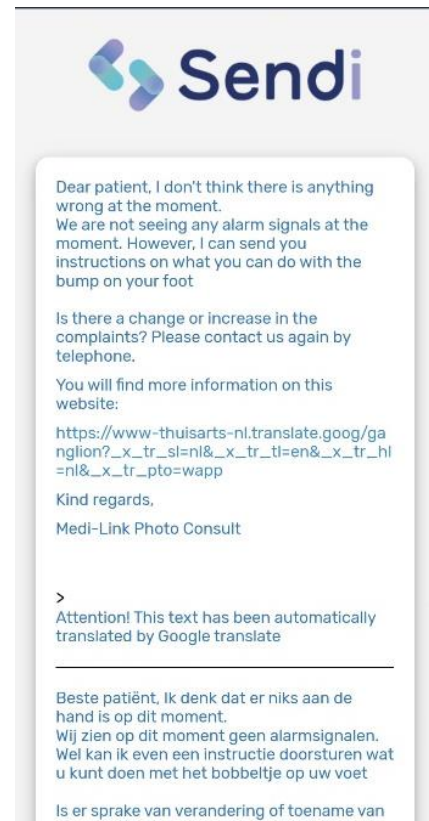 Sendi
Dear patient, I don't think there is anything
wrong at the moment.
We are not seeing any alarm signals at the
moment. However, I can send you
instructions on what you can do with the
bump on your foot
Is there a change or increase in the
complaints? Please contact us again by
telephone.
You will find more information on this
website:
https://www-thuisarts-nl.translate.goog/ga
nglion?_x_tr_sl=nl&_x_tr_tl=en&_x_tr_hl
=nl&_x_tr_pto=wapp
Kind regards,
Medi-Link Photo Consult
>
Attention! This text has been automatically
translated by Google translate
Beste patiënt, Ik denk dat er niks aan de
hand is op dit moment.
Wij zien op dit moment geen alarmsignalen.
Wel kan ik even een instructie doorsturen wat
u kunt doen met het bobbeltje op uw voet
Is er sprake van verandering of toename van